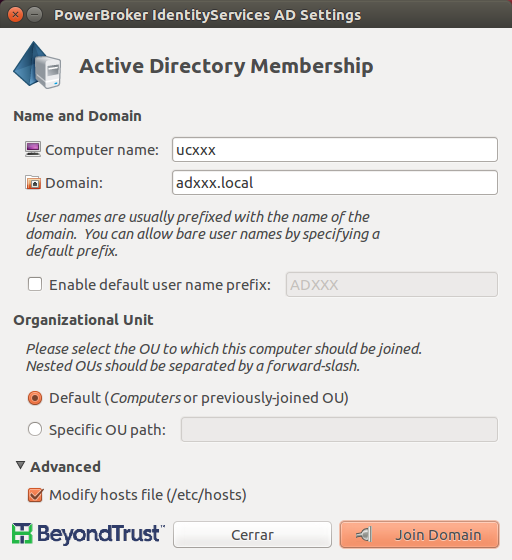 PowerBroker IdentityServices AD Settings
Active Directory Membership
Name and Domain
Computer name: ucxxx
Domain: adxxx.local
User names are usually prefixed with the name of the
domain. You can allow bare user names by specifying a
default prefix.
Enable default user name prefix: ADXXX
Organizational Unit
Please select the OU to which this computer should be joined.
Nested OUs should be separated by a forward-slash.
Default (Computers or previously-joined OU)
Specific OU path:
Advanced
Modify hosts file (/etc/hosts)
BeyondTrust™ Cerrar Join Domain